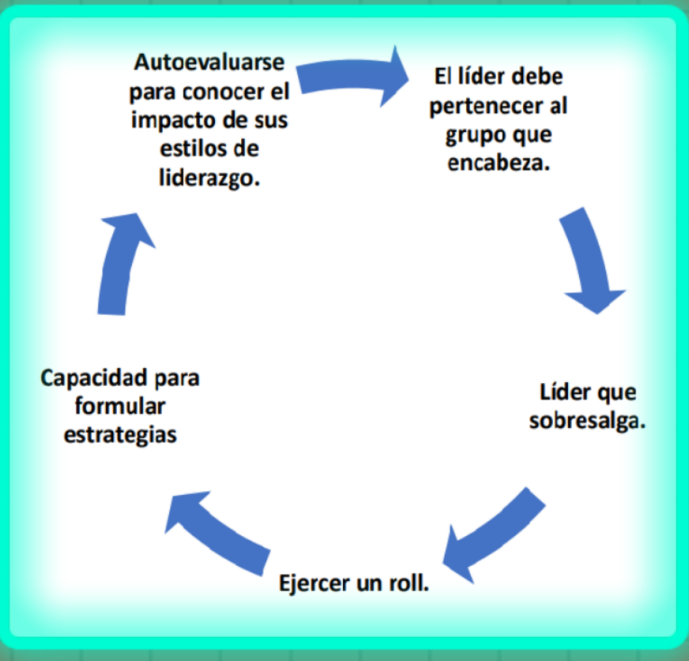 Autoevaluarse
para conocer el
impacto de sus
estilos de
liderazgo.
El líder debe
pertenecer al
grupo que
encabeza.
Líder que
sobresalga.
Ejercer un roll.
Capacidad para
formular
estrategias